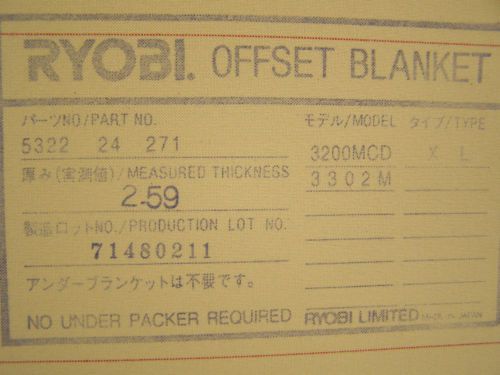 RYOBI. OFFSET BLANKET
パーツNO/PART NO.
5322 24 271
厚み(実測値)/MEASURED THICKNESS
2.59
製造ロットNO./PRODUCTION LOT NO.
71480211
アンダーブランケットは不要です.
NO UNDER PACKER REQUIRED
モデル/MODEL タイプ/TYPE
3200MCD X L
3302M
RYOBI LIMITED MADE IN JAPAN